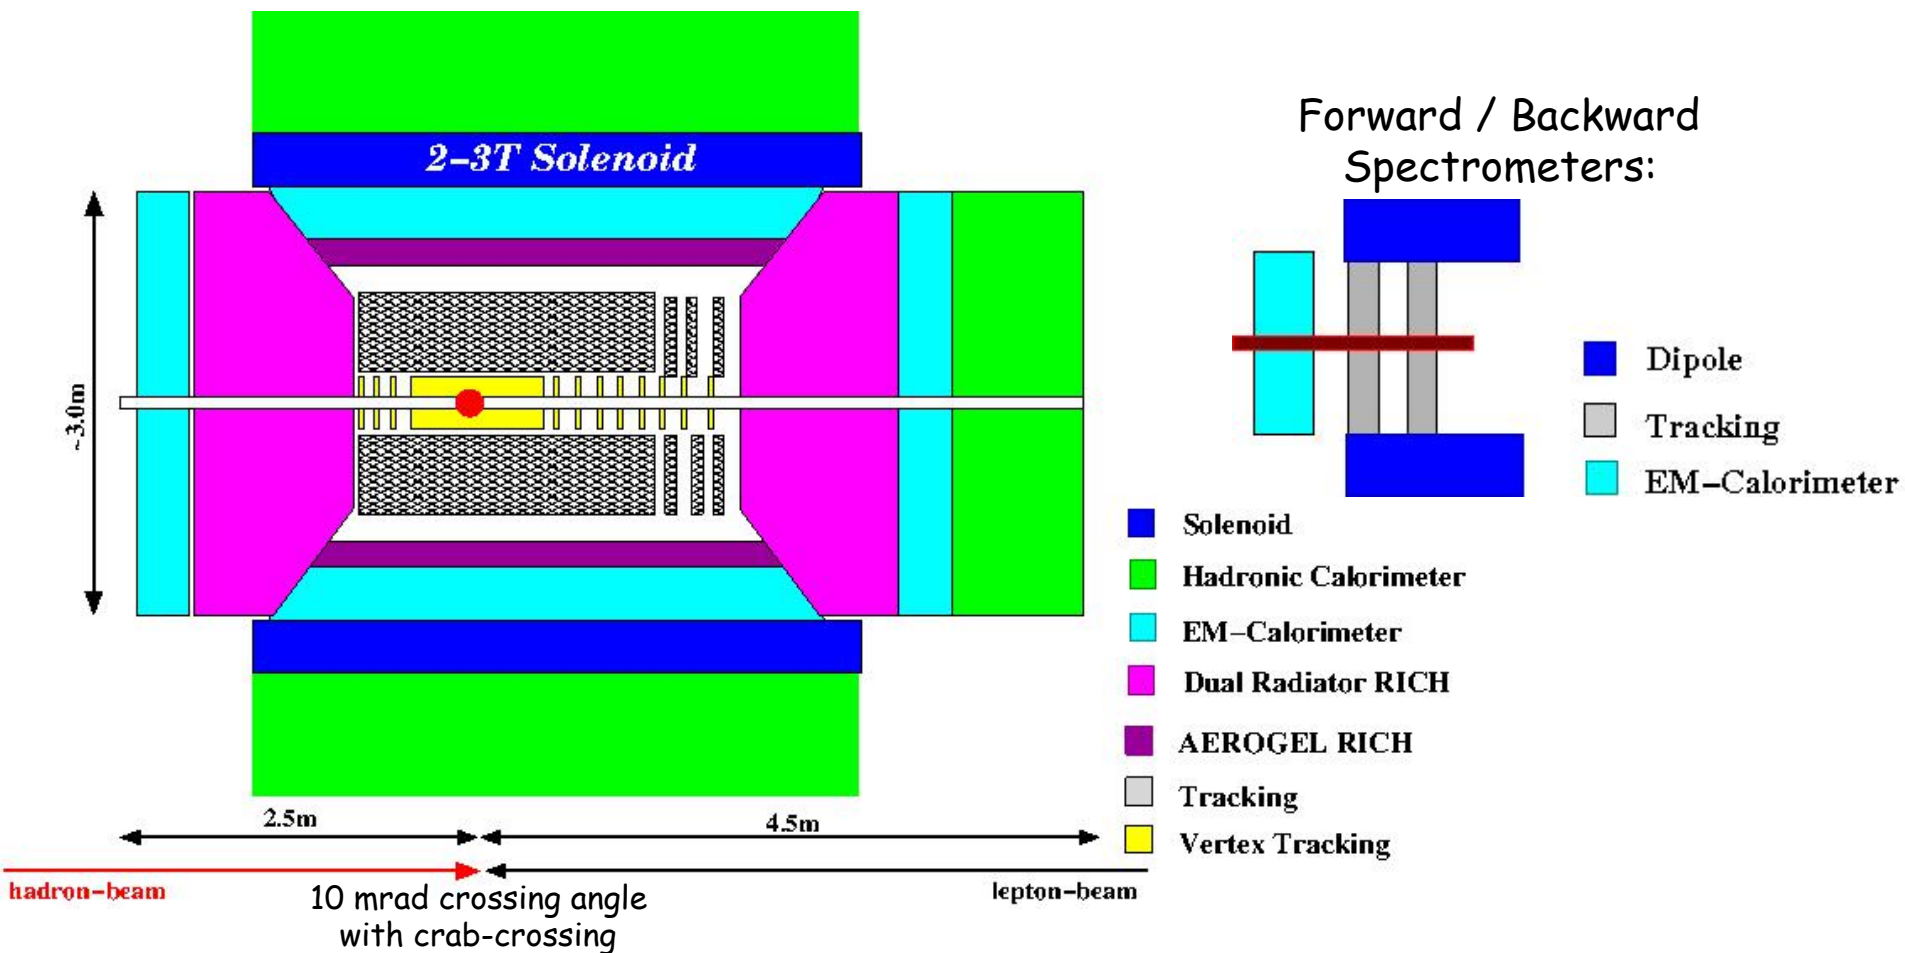 2-3T Solenoid
~3.0m
2.5m
4.5m
hadron-beam
lepton-beam
10 mrad crossing angle
with crab-crossing
Forward / Backward
Spectrometers:
Dipole
Tracking
EM-Calorimeter
Solenoid
Hadronic Calorimeter
EM-Calorimeter
Dual Radiator RICH
AEROGEL RICH
Tracking
Vertex Tracking